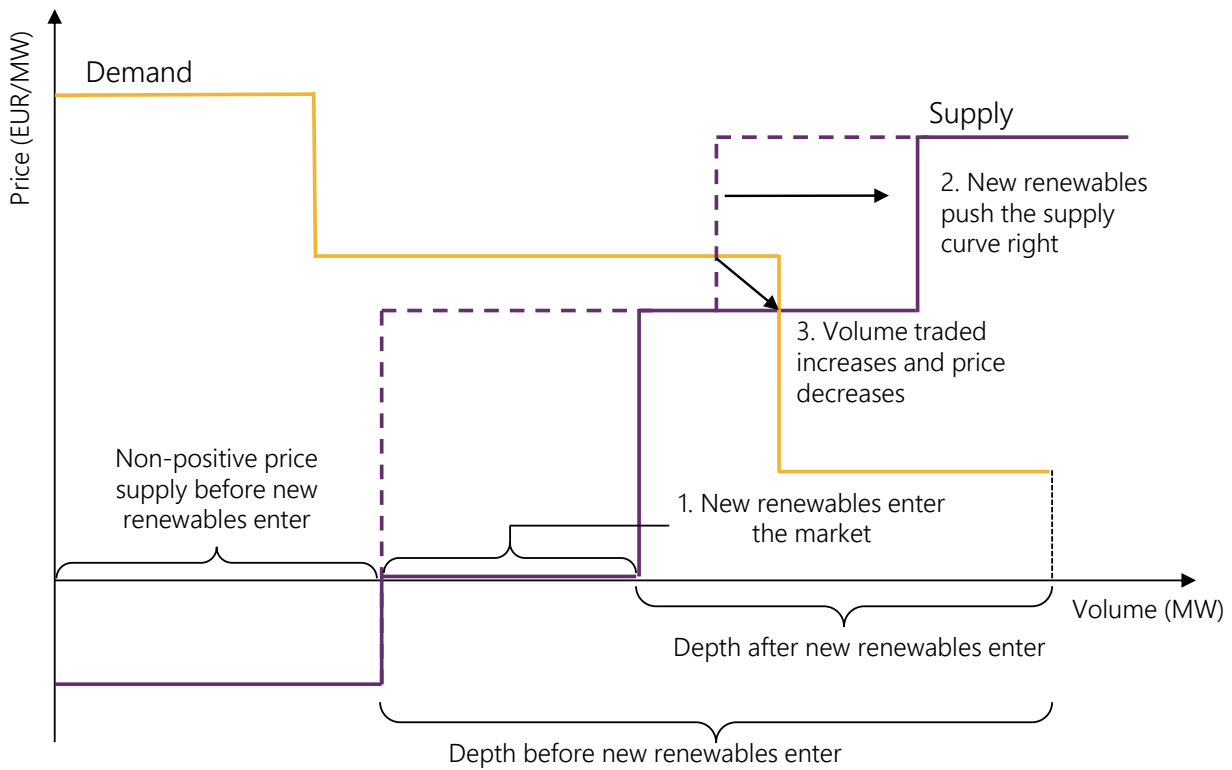 Price (EUR/MW)
Demand
Supply
2. New renewables
push the supply
curve right
3. Volume traded
increases and price
decreases
Non-positive price
supply before new
renewables enter
1. New renewables enter
the market
Volume (MW)
Depth after new renewables enter
Depth before new renewables enter